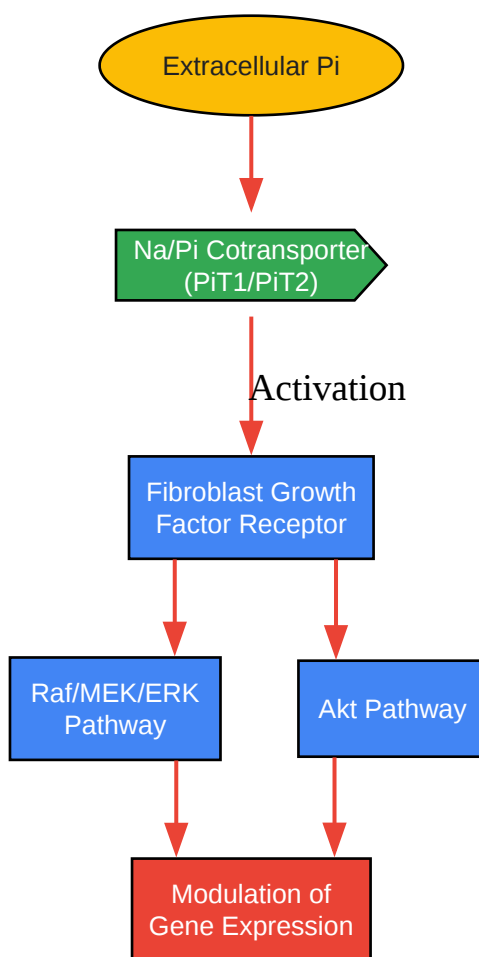 Extracellular Pi
Na/Pi Cotransporter
(PiT1/PiT2)
Activation
Fibroblast Growth
Factor Receptor
Raf/MEK/ERK
Pathway
Akt Pathway
Modulation of
Gene Expression